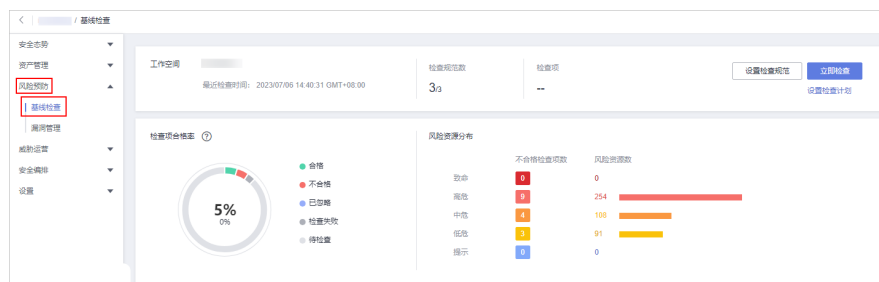 / 基线检查
安全态势
资产管理
风险预防
基线检查
漏洞管理
威胁运营
安全编排
设置
工作空间
最近检查时间： 2023/07/06 14:40:31 GMT+08:00
检查规范数
3/3
检查项
--
设置检查规范
立即检查
设置检查计划
检查项合格率 ?
5%
0%
合格
不合格
已忽略
检查失败
待检查
风险资源分布
不合格检查项数 风险资源数
致命 0 0
高危 9 254
中危 4 108
低危 3 91
提示 0 0